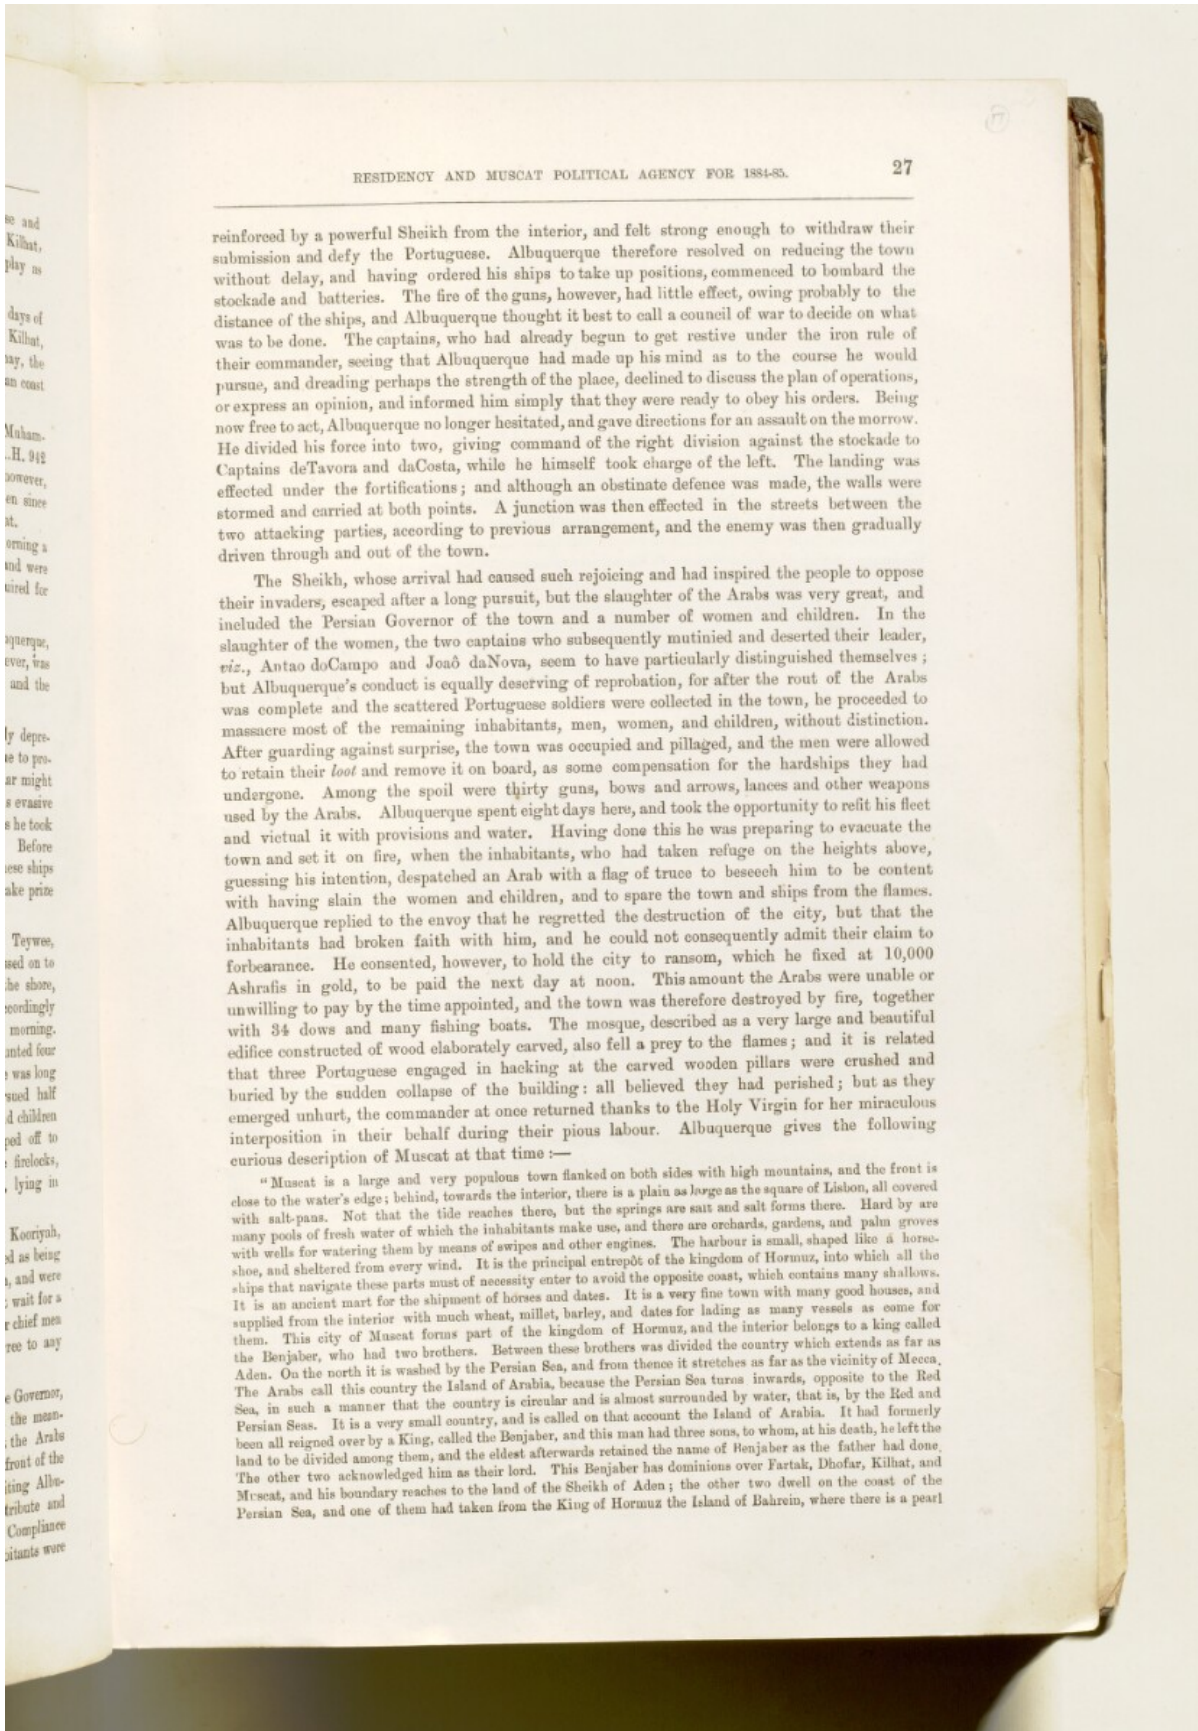 RESIDENCY AND MUSCAT POLITICAL AGENCY FOR 1884-85.
27
reinforced by a powerful Sheikh from the interior, and felt strong enough to withdraw their
submission and defy the Portuguese. Albuquerque therefore resolved on reducing the town
without delay, and having ordered his ships to take up positions, commenced to bombard the
stockade and batteries. The fire of the guns, however, had little effect, owing probably to the
distance of the ships, and Albuquerque thought it best to call a council of war to decide on what
was to be done. The captains, who had already begun to get restive under the iron rule of
their commander, seeing that Albuquerque had made up his mind as to the course he would
pursue, and dreading perhaps the strength of the place, declined to discuss the plan of operations,
or express an opinion, and informed him simply that they were ready to obey his orders. Being
now free to act, Albuquerque no longer hesitated, and gave directions for an assault on the morrow.
He divided his force into two, giving command of the right division against the stockade to
Captains deTavora and daCosta, while he himself took charge of the left. The landing was
effected under the fortifications; and although an obstinate defence was made, the walls were
stormed and carried at both points. A junction was then effected in the streets between the
two attacking parties, according to previous arrangement, and the enemy was then gradually
driven through and out of the town.
The Sheikh, whose arrival had caused such rejoicing and had inspired the people to oppose
their invaders, escaped after a long pursuit, but the slaughter of the Arabs was very great, and
included the Persian Governor of the town and a number of women and children. In the
slaughter of the women, the two captains who subsequently mutinied and deserted their leader,
viz., Antao doCampo and Joaô daNova, seem to have particularly distinguished themselves;
but Albuquerque's conduct is equally deserving of reprobation, for after the rout of the Arabs
was complete and the scattered Portuguese soldiers were collected in the town, he proceeded to
massacre most of the remaining inhabitants, men, women, and children, without distinction.
After guarding against surprise, the town was occupied and pillaged, and the men were allowed
to retain their loot and remove it on board, as some compensation for the hardships they had
undergone. Among the spoil were thirty guns, bows and arrows, lances and other weapons
used by the Arabs. Albuquerque spent eight days here, and took the opportunity to refit his fleet
and victual it with provisions and water. Having done this he was preparing to evacuate the
town and set it on fire, when the inhabitants, who had taken refuge on the heights above,
guessing his intention, despatched an Arab with a flag of truce to beseech him to be content
with having slain the women and children, and to spare the town and ships from the flames.
Albuquerque replied to the envoy that he regretted the destruction of the city, but that the
inhabitants had broken faith with him, and he could not consequently admit their claim to
forbearance. He consented, however, to hold the city to ransom, which he fixed at 10,000
Ashrafis in gold, to be paid the next day at noon. This amount the Arabs were unable or
unwilling to pay by the time appointed, and the town was therefore destroyed by fire, together
with 34 dows and many fishing boats. The mosque, described as a very large and beautiful
edifice constructed of wood elaborately carved, also fell a prey to the flames; and it is related
that three Portuguese engaged in hacking at the carved wooden pillars were crushed and
buried by the sudden collapse of the building: all believed they had perished; but as they
emerged unhurt, the commander at once returned thanks to the Holy Virgin for her miraculous
interposition in their behalf during their pious labour. Albuquerque gives the following
curious description of Muscat at that time :—
"Muscat is a large and very populous town flanked on both sides with high mountains, and the front is
close to the water's edge; behind, towards the interior, there is a plain as large as the square of Lisbon, all covered
with salt-pans. Not that the tide reaches there, but the springs are salt and salt forms there. Hard by are
many pools of fresh water of which the inhabitants make use, and there are orchards, gardens, and palm groves
with wells for watering them by means of swipes and other engines. The harbour is small, shaped like a horse-
shoe, and sheltered from every wind. It is the principal entrepôt of the kingdom of Hormuz, into which all the
ships that navigate these parts must of necessity enter to avoid the opposite coast, which contains many shallows.
It is an ancient mart for the shipment of horses and dates. It is a very fine town with many good houses, and
supplied from the interior with much wheat, millet, barley, and dates for lading as many vessels as come for
them. This city of Muscat forms part of the kingdom of Hormuz, and the interior belongs to a king called
the Benjaber, who had two brothers. Between these brothers was divided the country which extends as far as
Aden. On the north it is washed by the Persian Sea, and from thence it stretches as far as the vicinity of Mecca.
The Arabs call this country the Island of Arabia, because the Persian Sea turns inwards, opposite to the Red
Sea, in such a manner that the country is circular and is almost surrounded by water, that is, by the Red and
Persian Seas. It is a very small country, and is called on that account the Island of Arabia. It had formerly
been all reigned over by a King, called the Benjaber, and this man had three sons, to whom, at his death, he left the
land to be divided among them, and the eldest afterwards retained the name of Benjaber as the father had done.
The other two acknowledged him as their lord. This Benjaber has dominions over Fartak, Dhofar, Kilhat, and
Muscat, and his boundary reaches to the land of the Sheikh of Aden; the other two dwell on the coast of the
Persian Sea, and one of them had taken from the King of Hormuz the Island of Bahrein, where there is a pearl